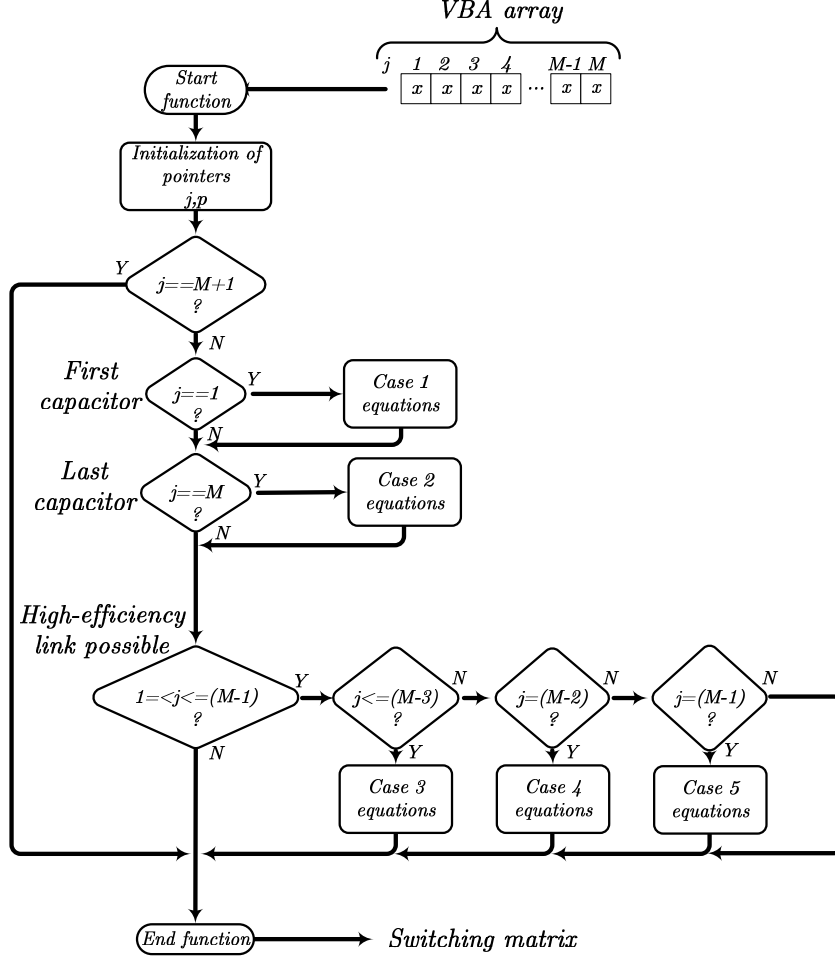 VBA array
j 1 2 3 4 M-1 M
x x x x ... x x
Start
function
Initialization of
pointers
j,p
Y
j==M+1
?
N
First
capacitor
j==1
?
Y
Case 1
equations
N
Last
capacitor
j==M
?
Y
Case 2
equations
N
High-efficiency
link possible
1=<j<=(M-1)
?
Y
j<=(M-3)
?
N
j=(M-2)
?
N
j=(M-1)
?
N
N
Y
Y
Y
Case 3
equations
Case 4
equations
Case 5
equations
End function
Switching matrix